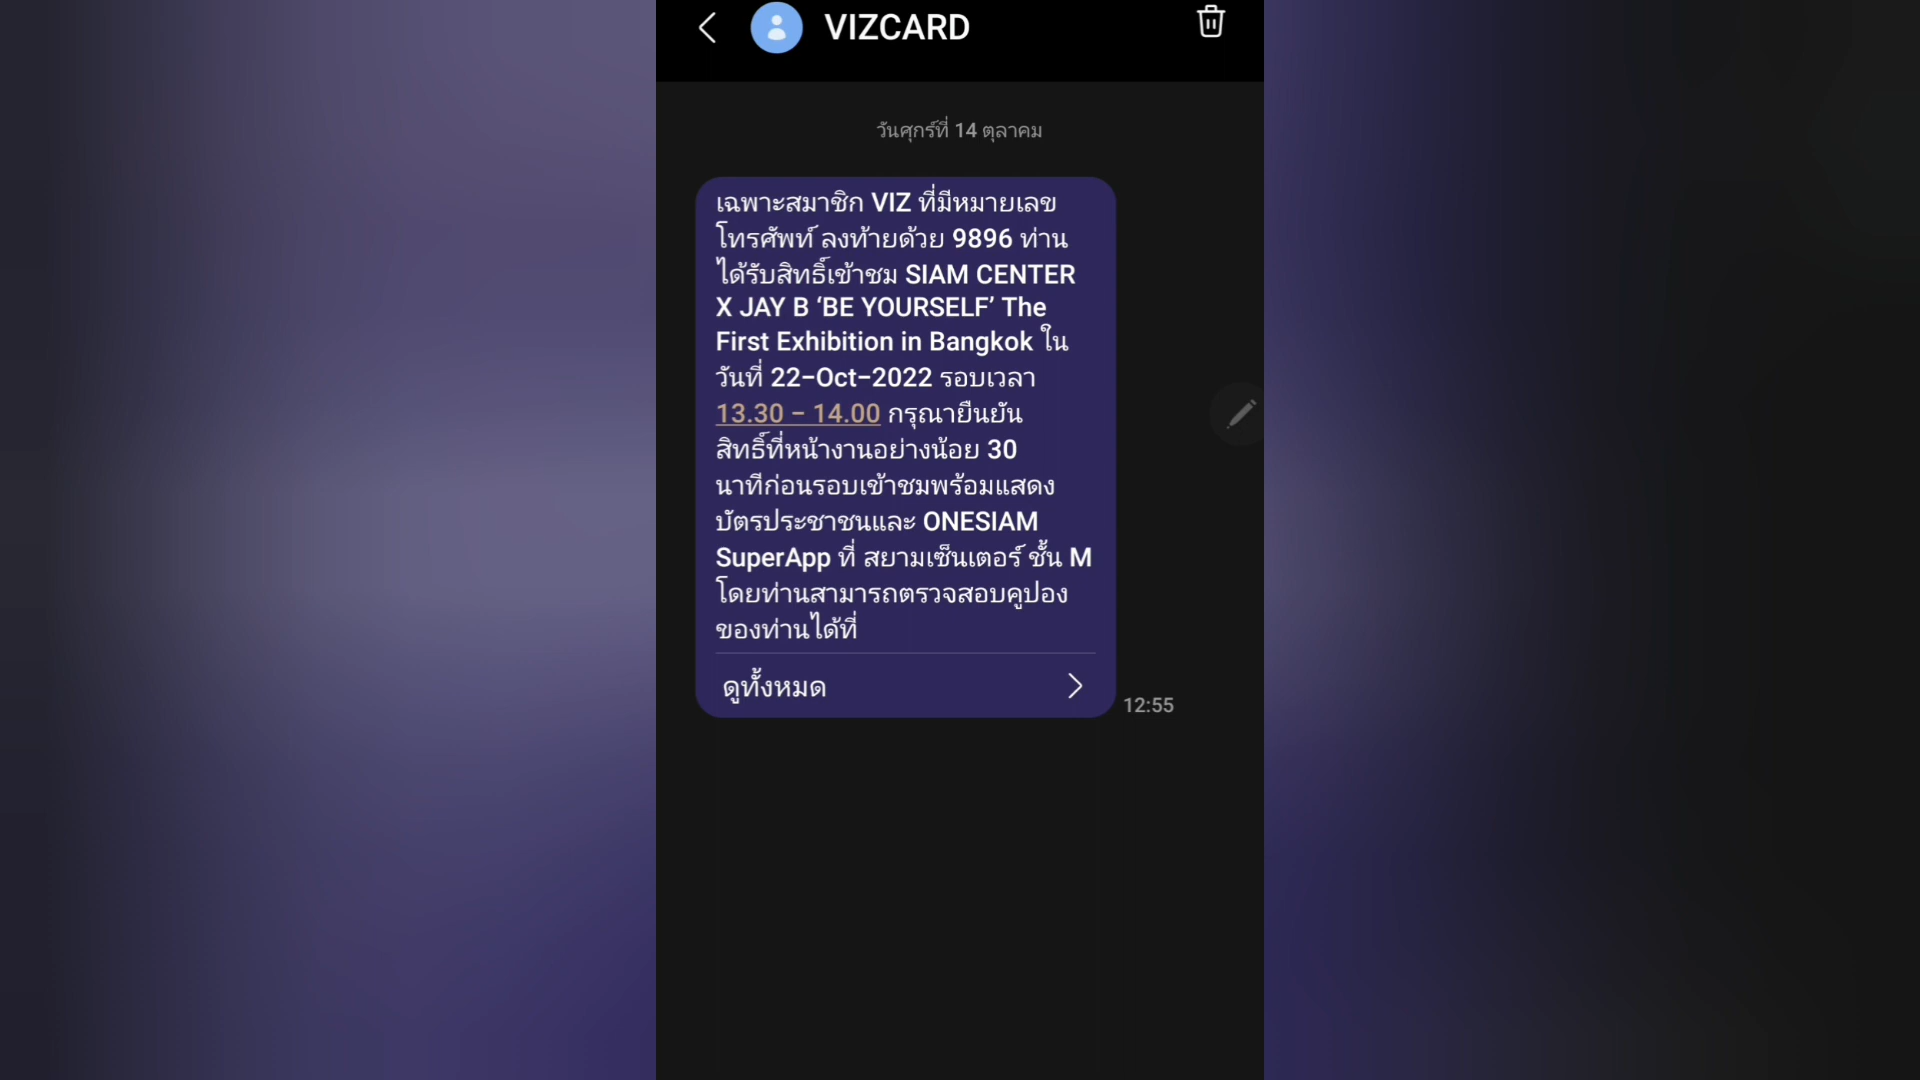 VIZCARD
วันศุกร์ที่ 14 ตุลาคม
เฉพาะสมาชิก VIZ ที่มีหมายเลข
โทรศัพท์ ลงท้ายด้วย 9896 ท่าน
ได้รับสิทธิ์เข้าชม SIAM CENTER
X JAY B ‘BE YOURSELF’ The
First Exhibition in Bangkok ใน
วันที่ 22-Oct-2022 รอบเวลา
13.30 - 14.00 กรุณายืนยัน
สิทธิ์ที่หน้างานอย่างน้อย 30
นาทีก่อนรอบเข้าชมพร้อมแสดง
บัตรประชาชนและ ONESIAM
SuperApp ที่ สยามเซ็นเตอร์ ชั้น M
โดยท่านสามารถตรวจสอบคูปอง
ของท่านได้ที่
ดูทั้งหมด
12:55